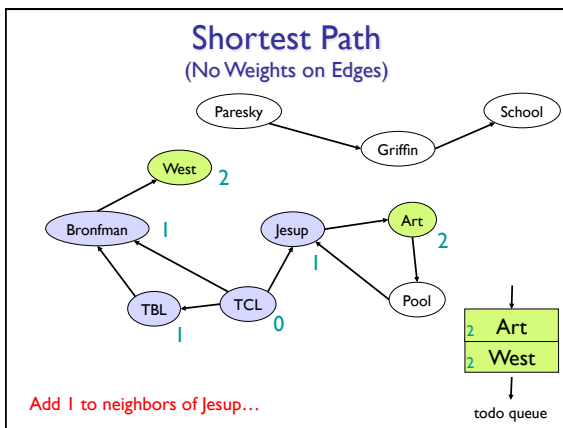 Shortest Path
(No Weights on Edges)
Paresky
School
Griffin
West
2
Bronfman
1
Jesup
1
Art
2
TBL
1
TCL
0
Pool
2 Art
2 West
todo queue
Add 1 to neighbors of Jesup…